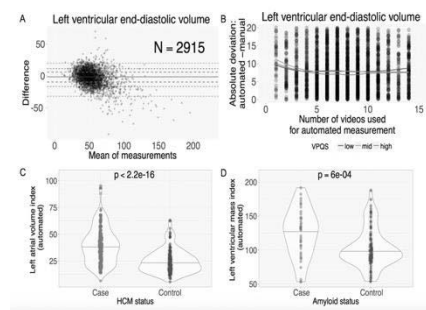 A
Left ventricular end-diastolic volume
N = 2915
Difference
50
0
-50
0
50
100
150
200
Mean of measurements
B
Left ventricular end-diastolic volume
Absolute deviation:
automated −manual
20
15
10
5
0
0
5
10
15
Number of videos used
for automated measurement
VPQS
low
mid
high
C
p < 2.2e-16
Left atrial volume index
(automated)
100
75
50
25
Case
Control
HCM status
D
p = 6e-04
Left ventricular mass index
(automated)
200
150
100
50
Case
Control
Amyloid status